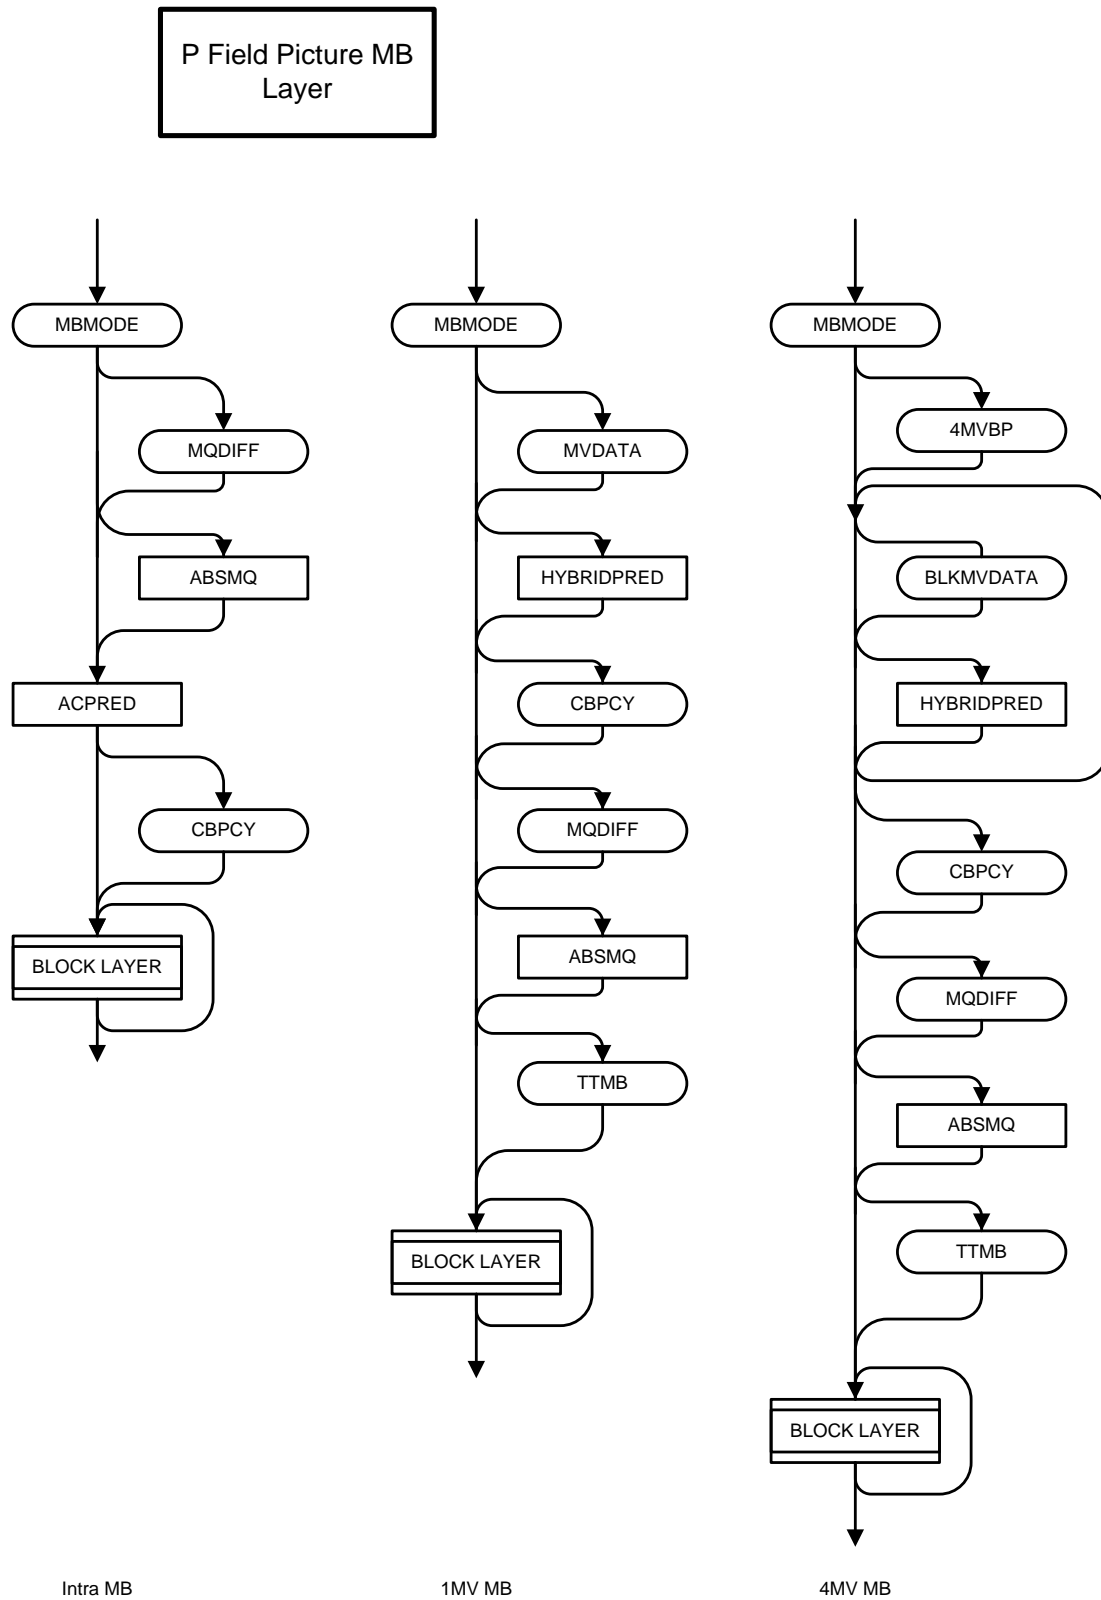 P Field Picture MB
Layer
MBMODE
MQDIFF
ABSMQ
ACPRED
CBPCY
BLOCK LAYER
Intra MB
MBMODE
MVDATA
HYBRIDPRED
CBPCY
MQDIFF
ABSMQ
TTMB
BLOCK LAYER
1MV MB
MBMODE
4MVBP
BLKMVDATA
HYBRIDPRED
CBPCY
MQDIFF
ABSMQ
TTMB
BLOCK LAYER
4MV MB